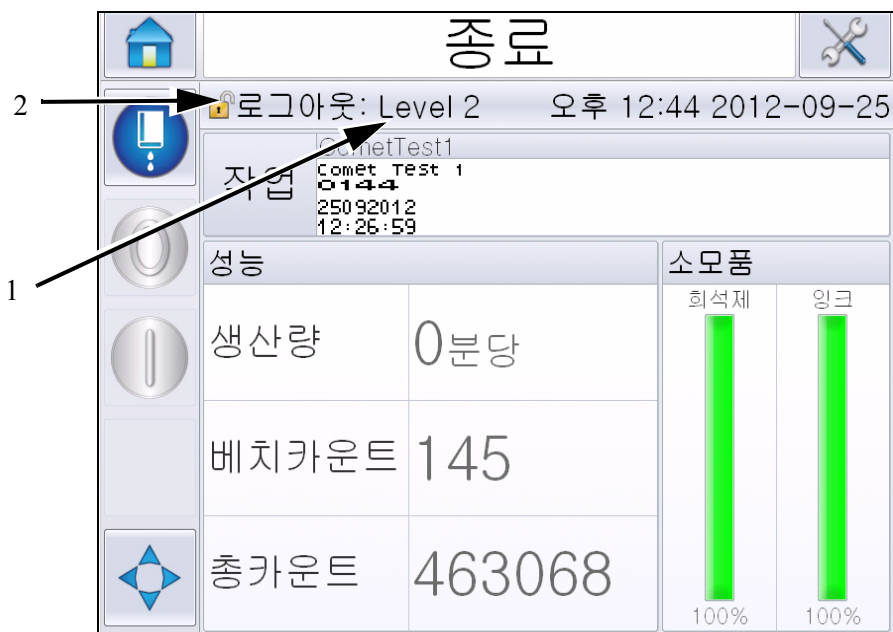 종료
2
로그아웃: Level 2 오후 12:44 2012-09-25
작업
CometTest1
Comet Test 1
0144
25092012
12:26:59
1
성능
생산량 0분당
베치카운트 145
총카운트 463068
소모품
희석제 잉크
100% 100%